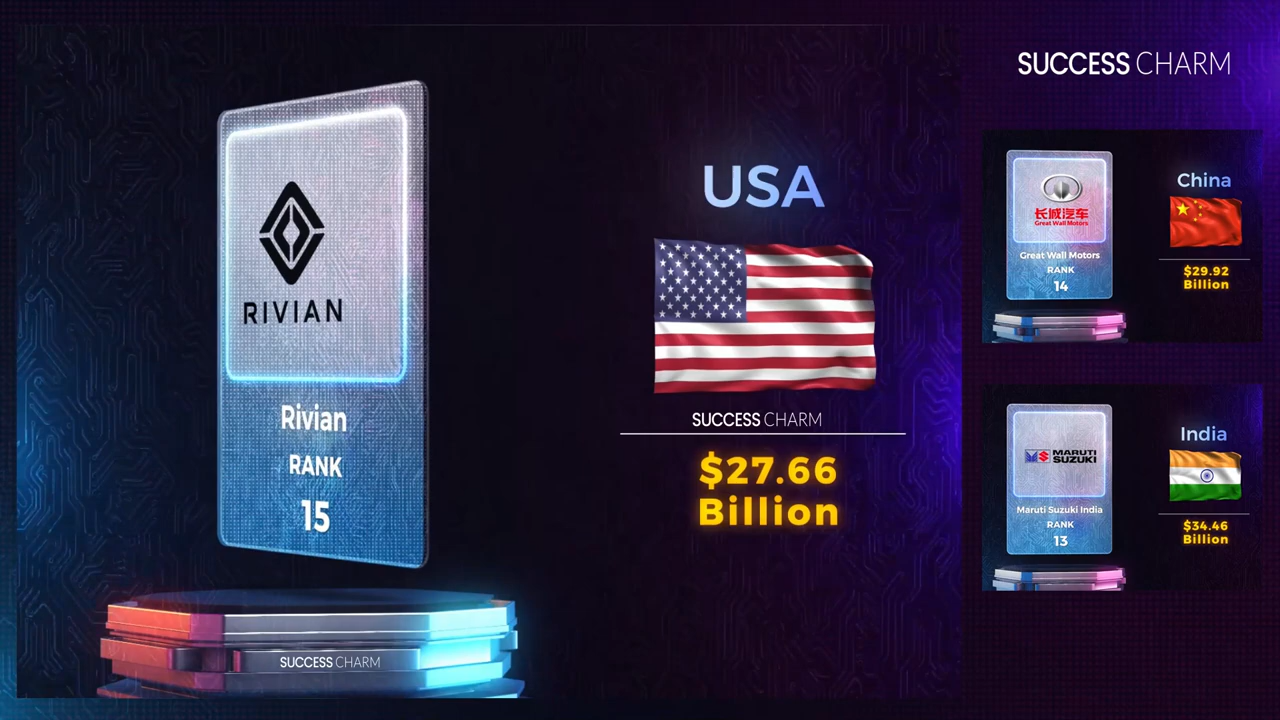 RIVIAN
Rivian
RANK
15
SUCCESS CHARM
USA
SUCCESS CHARM
$27.66
Billion
SUCCESS CHARM
长城汽车
Great Wall Motors
Great Wall Motors
RANK
14
China
$29.92
Billion
MARUTI
SUZUKI
Maruti Suzuki India
RANK
13
India
$34.46
Billion